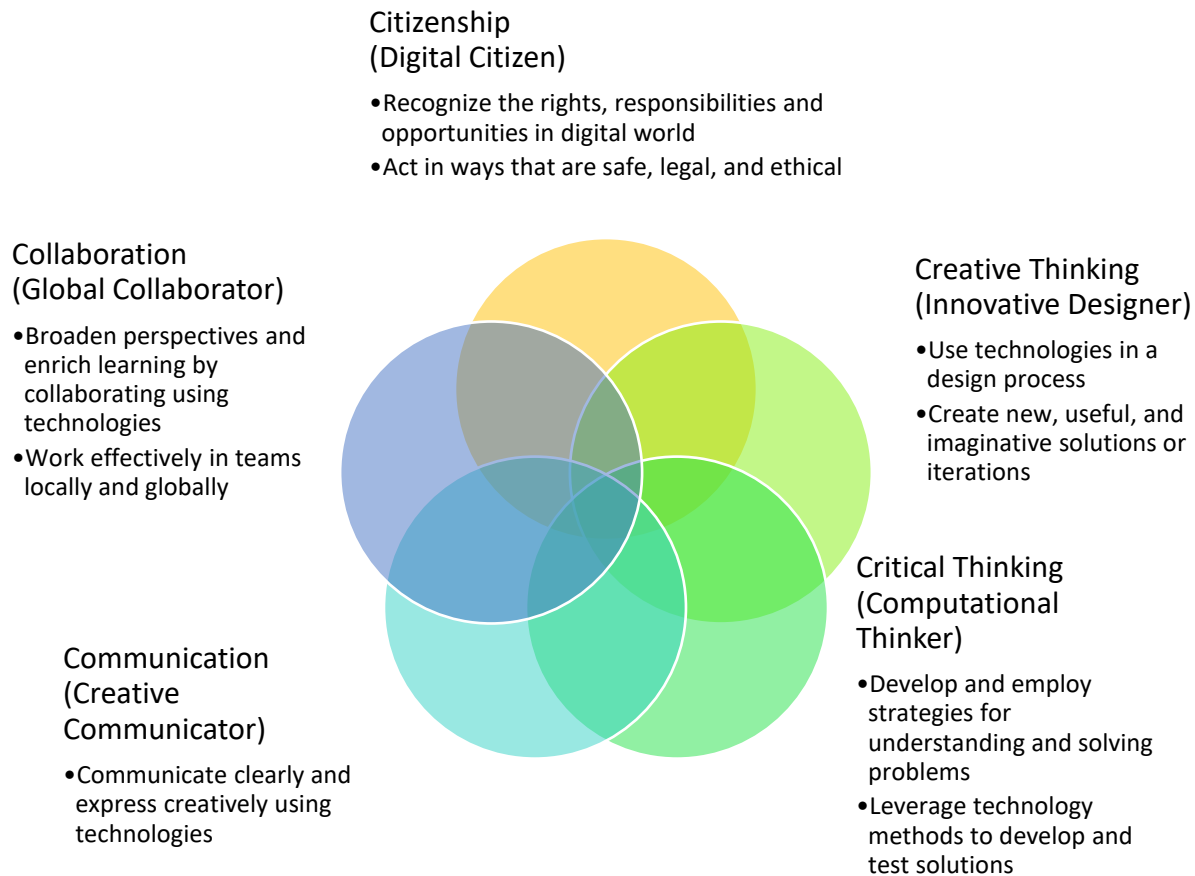 Citizenship
(Digital Citizen)
•Recognize the rights, responsibilities and
opportunities in digital world
•Act in ways that are safe, legal, and ethical
Creative Thinking
(Innovative Designer)
•Use technologies in a
design process
•Create new, useful, and
imaginative solutions or
iterations
Critical Thinking
(Computational
Thinker)
•Develop and employ
strategies for
understanding and solving
problems
•Leverage technology
methods to develop and
test solutions
Communication
(Creative
Communicator)
•Communicate clearly and
express creatively using
technologies
Collaboration
(Global Collaborator)
•Broaden perspectives and
enrich learning by
collaborating using
technologies
•Work effectively in teams
locally and globally